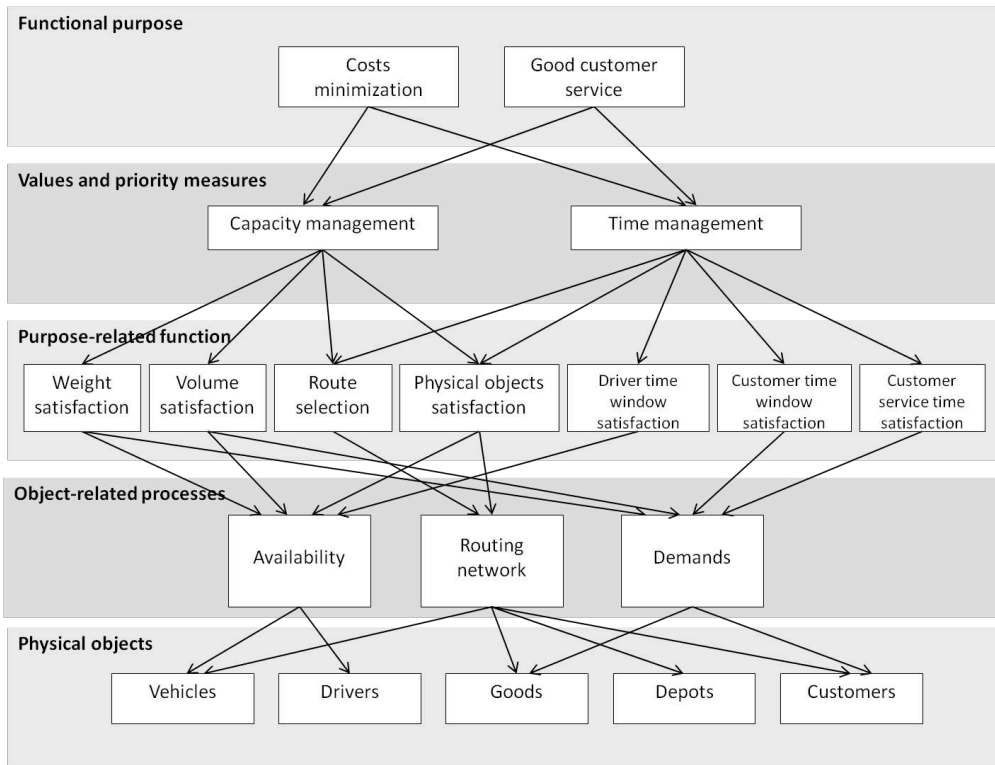 Functional purpose
Costs
minimization
Good customer
service
Values and priority measures
Capacity management
Time management
Purpose-related function
Weight
satisfaction
Volume
satisfaction
Route
selection
Physical objects
satisfaction
Driver time
window
satisfaction
Customer time
window
satisfaction
Customer
service time
satisfaction
Object-related processes
Availability
Routing
network
Demands
Physical objects
Vehicles
Drivers
Goods
Depots
Customers